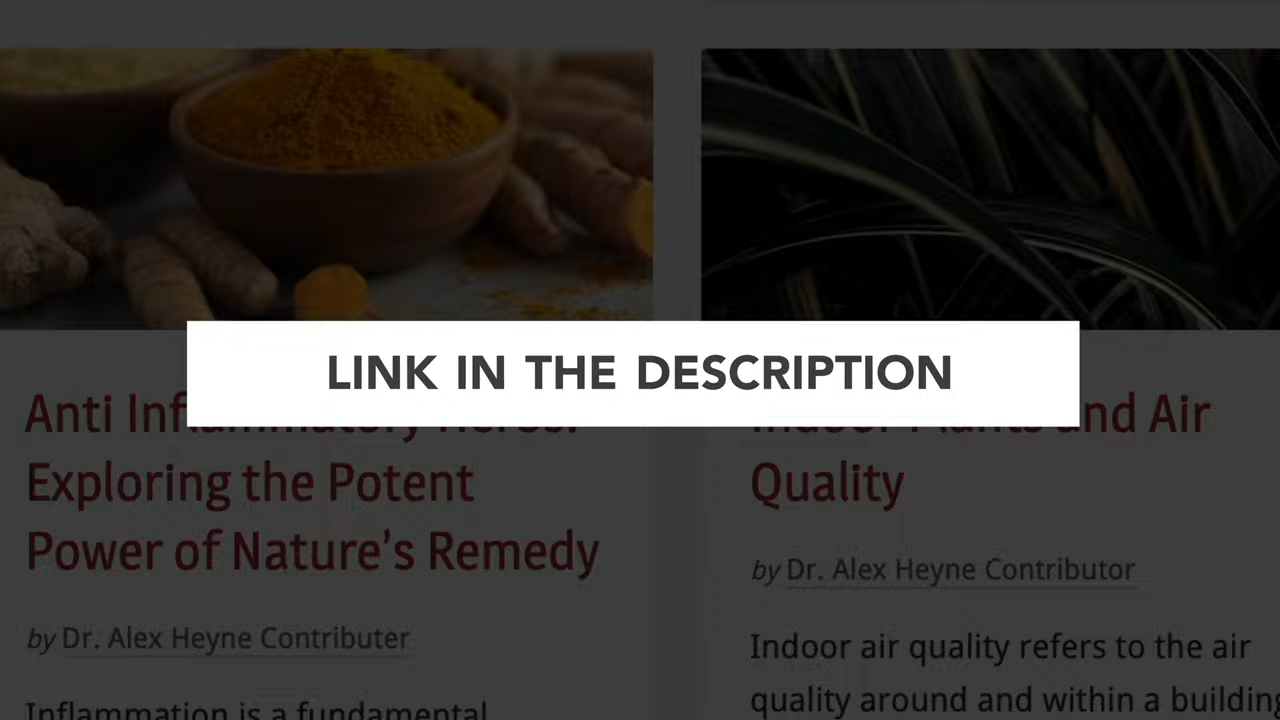 LINK IN THE DESCRIPTION
Anti
Exploring the Potent
Power of Nature’s Remedy
by Dr. Alex Heyne Contributer
Inflammation is a fundamental
and Air
Quality
by Dr. Alex Heyne Contributor
Indoor air quality refers to the air
quality around and within a building